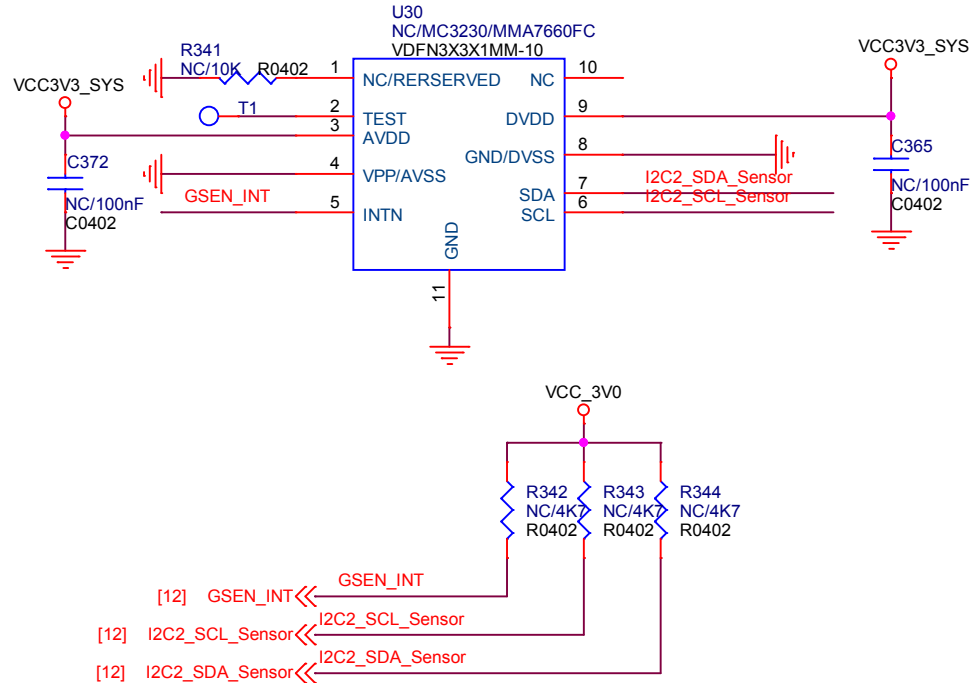 U30
NC/MC3230/MMA7660FC
VDFN3X3X1MM-10
R341
NC/10K
R0402
VCC3V3_SYS
VCC3V3_SYS
1
NC/RERSERVED
NC
10
T1
2
TEST
3
AVDD
DVDD
9
4
VPP/AVSS
GND/DVSS
8
GSEN_INT
5
INTN
SDA
7
I2C2_SDA_Sensor
SCL
6
I2C2_SCL_Sensor
GND
11
C372
NC/100nF
C0402
C365
NC/100nF
C0402
VCC_3V0
R342
NC/4K7
R0402
R343
NC/4K7
R0402
R344
NC/4K7
R0402
[12] GSEN_INT
GSEN_INT
[12] I2C2_SCL_Sensor
I2C2_SCL_Sensor
[12] I2C2_SDA_Sensor
I2C2_SDA_Sensor